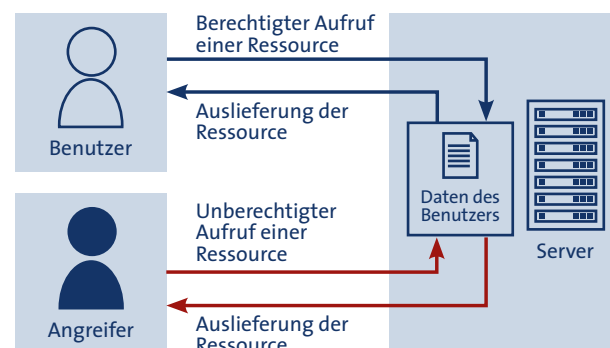 Berechtigter Aufruf
einer Ressource
Auslieferung der
Ressource
Benutzer
Daten des
Benutzers
Server
Unberechtigter
Aufruf einer
Ressource
Angreifer
Auslieferung der
Ressource